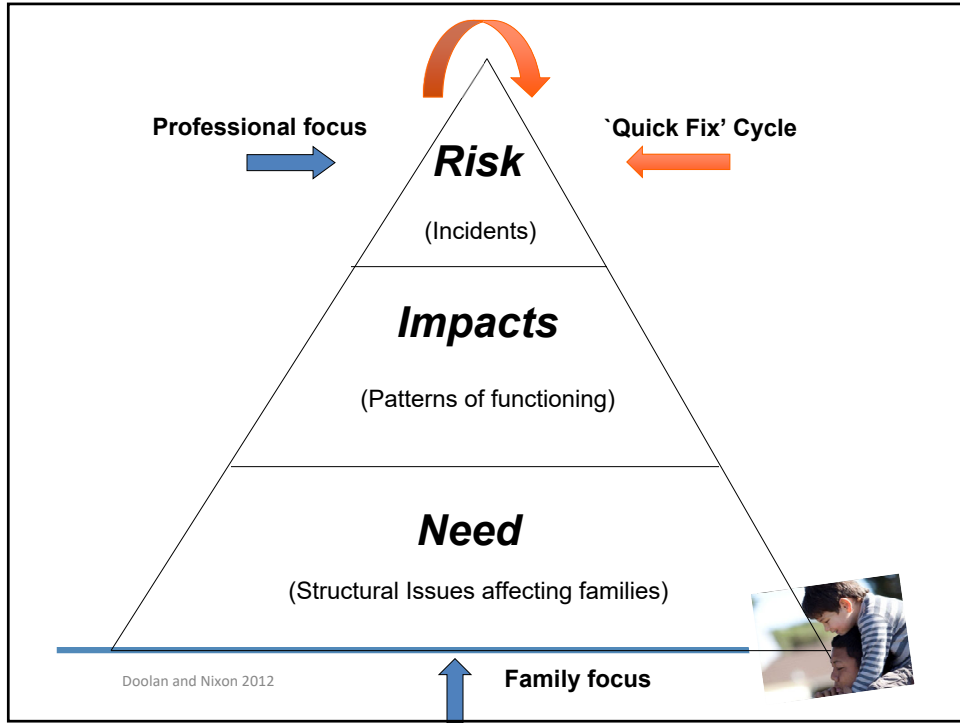 Professional focus
`Quick Fix' Cycle
Risk
(Incidents)
Impacts
(Patterns of functioning)
Need
(Structural Issues affecting families)
Doolan and Nixon 2012
Family focus